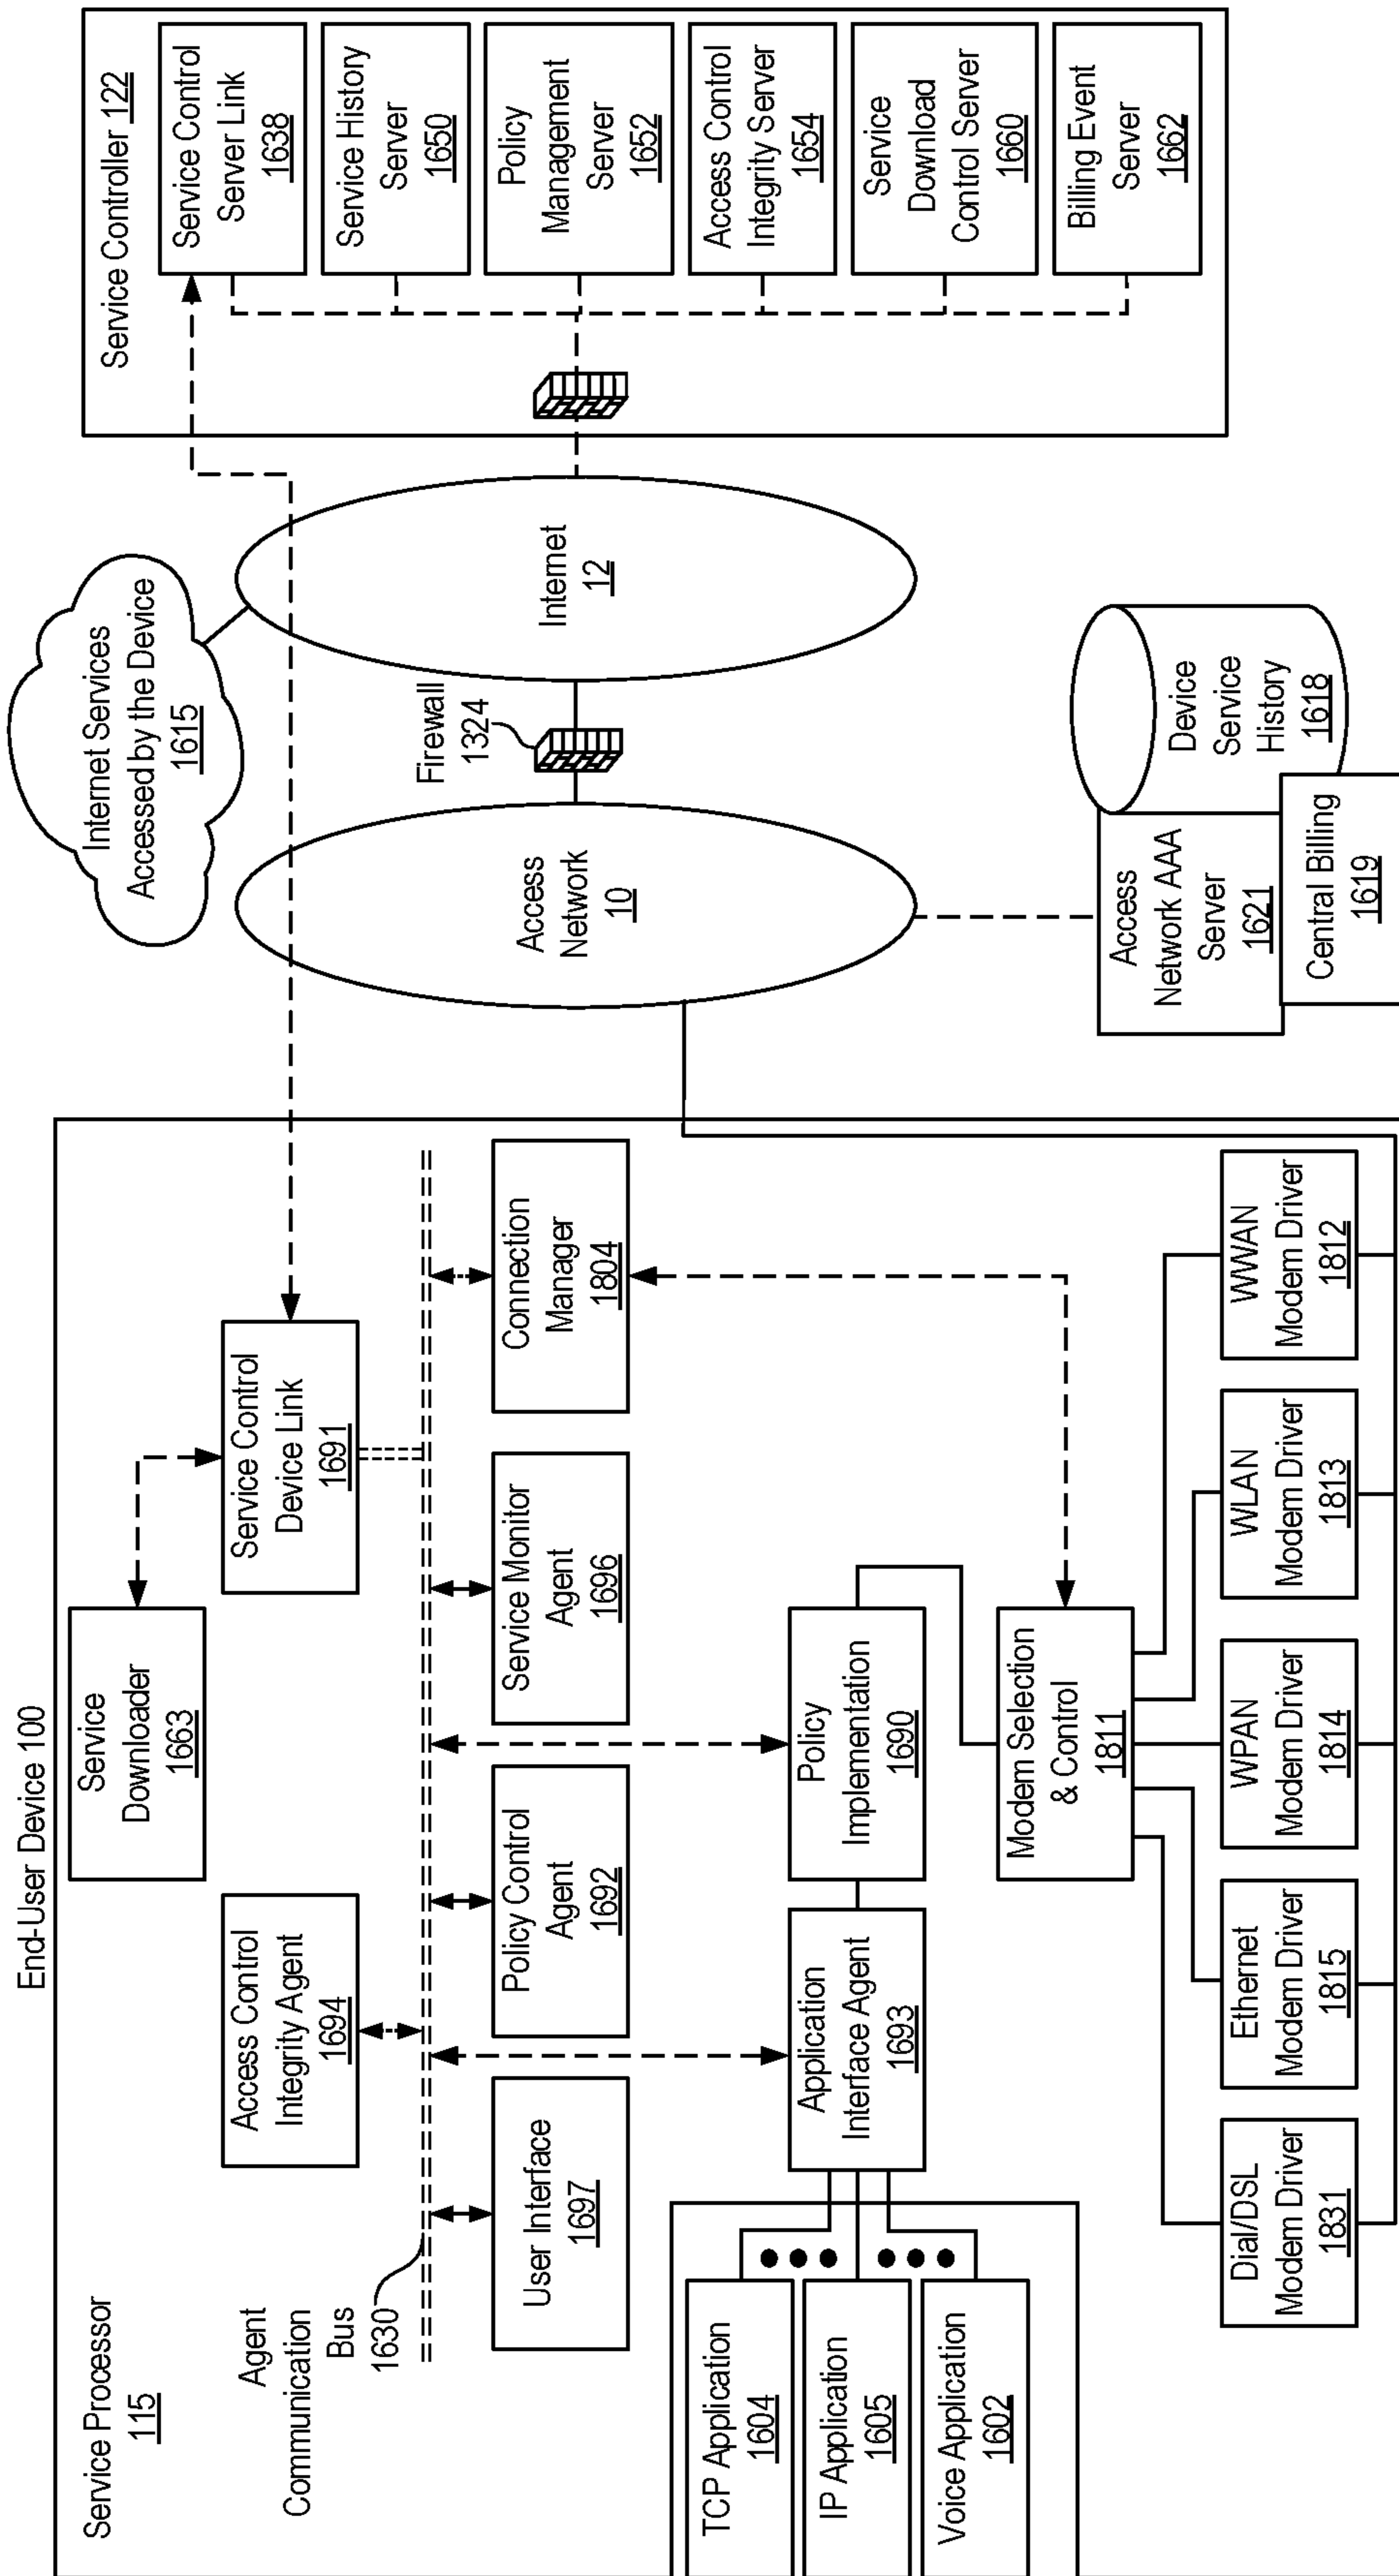 End-User Device 100
Service Processor
115
Agent
Communication
Bus
1630
Access Control
Integrity Agent
1694
Service
Downloader
1663
Service Control
Device Link
1691
User Interface
1697
Policy Control
Agent
1692
Service Monitor
Agent
1696
Connection
Manager
1804
TCP Application
1604
IP Application
1605
Voice Application
1602
Application
Interface Agent
1693
Policy
Implementation
1690
Modem Selection
& Control
1811
Dial/DSL
Modem Driver
1831
Ethernet
Modem Driver
1815
WPAN
Modem Driver
1814
WLAN
Modem Driver
1813
WWAN
Modem Driver
1812
Internet Services
Accessed by the Device
1615
Access
Network
10
Firewall
1324
Internet
12
Access
Network AAA
Server
1621
Device
Service
History
1618
Central Billing
1619
Service Controller 122
Service Control
Server Link
1638
Service History
Server
1650
Policy
Management
Server
1652
Access Control
Integrity Server
1654
Service
Download
Control Server
1660
Billing Event
Server
1662